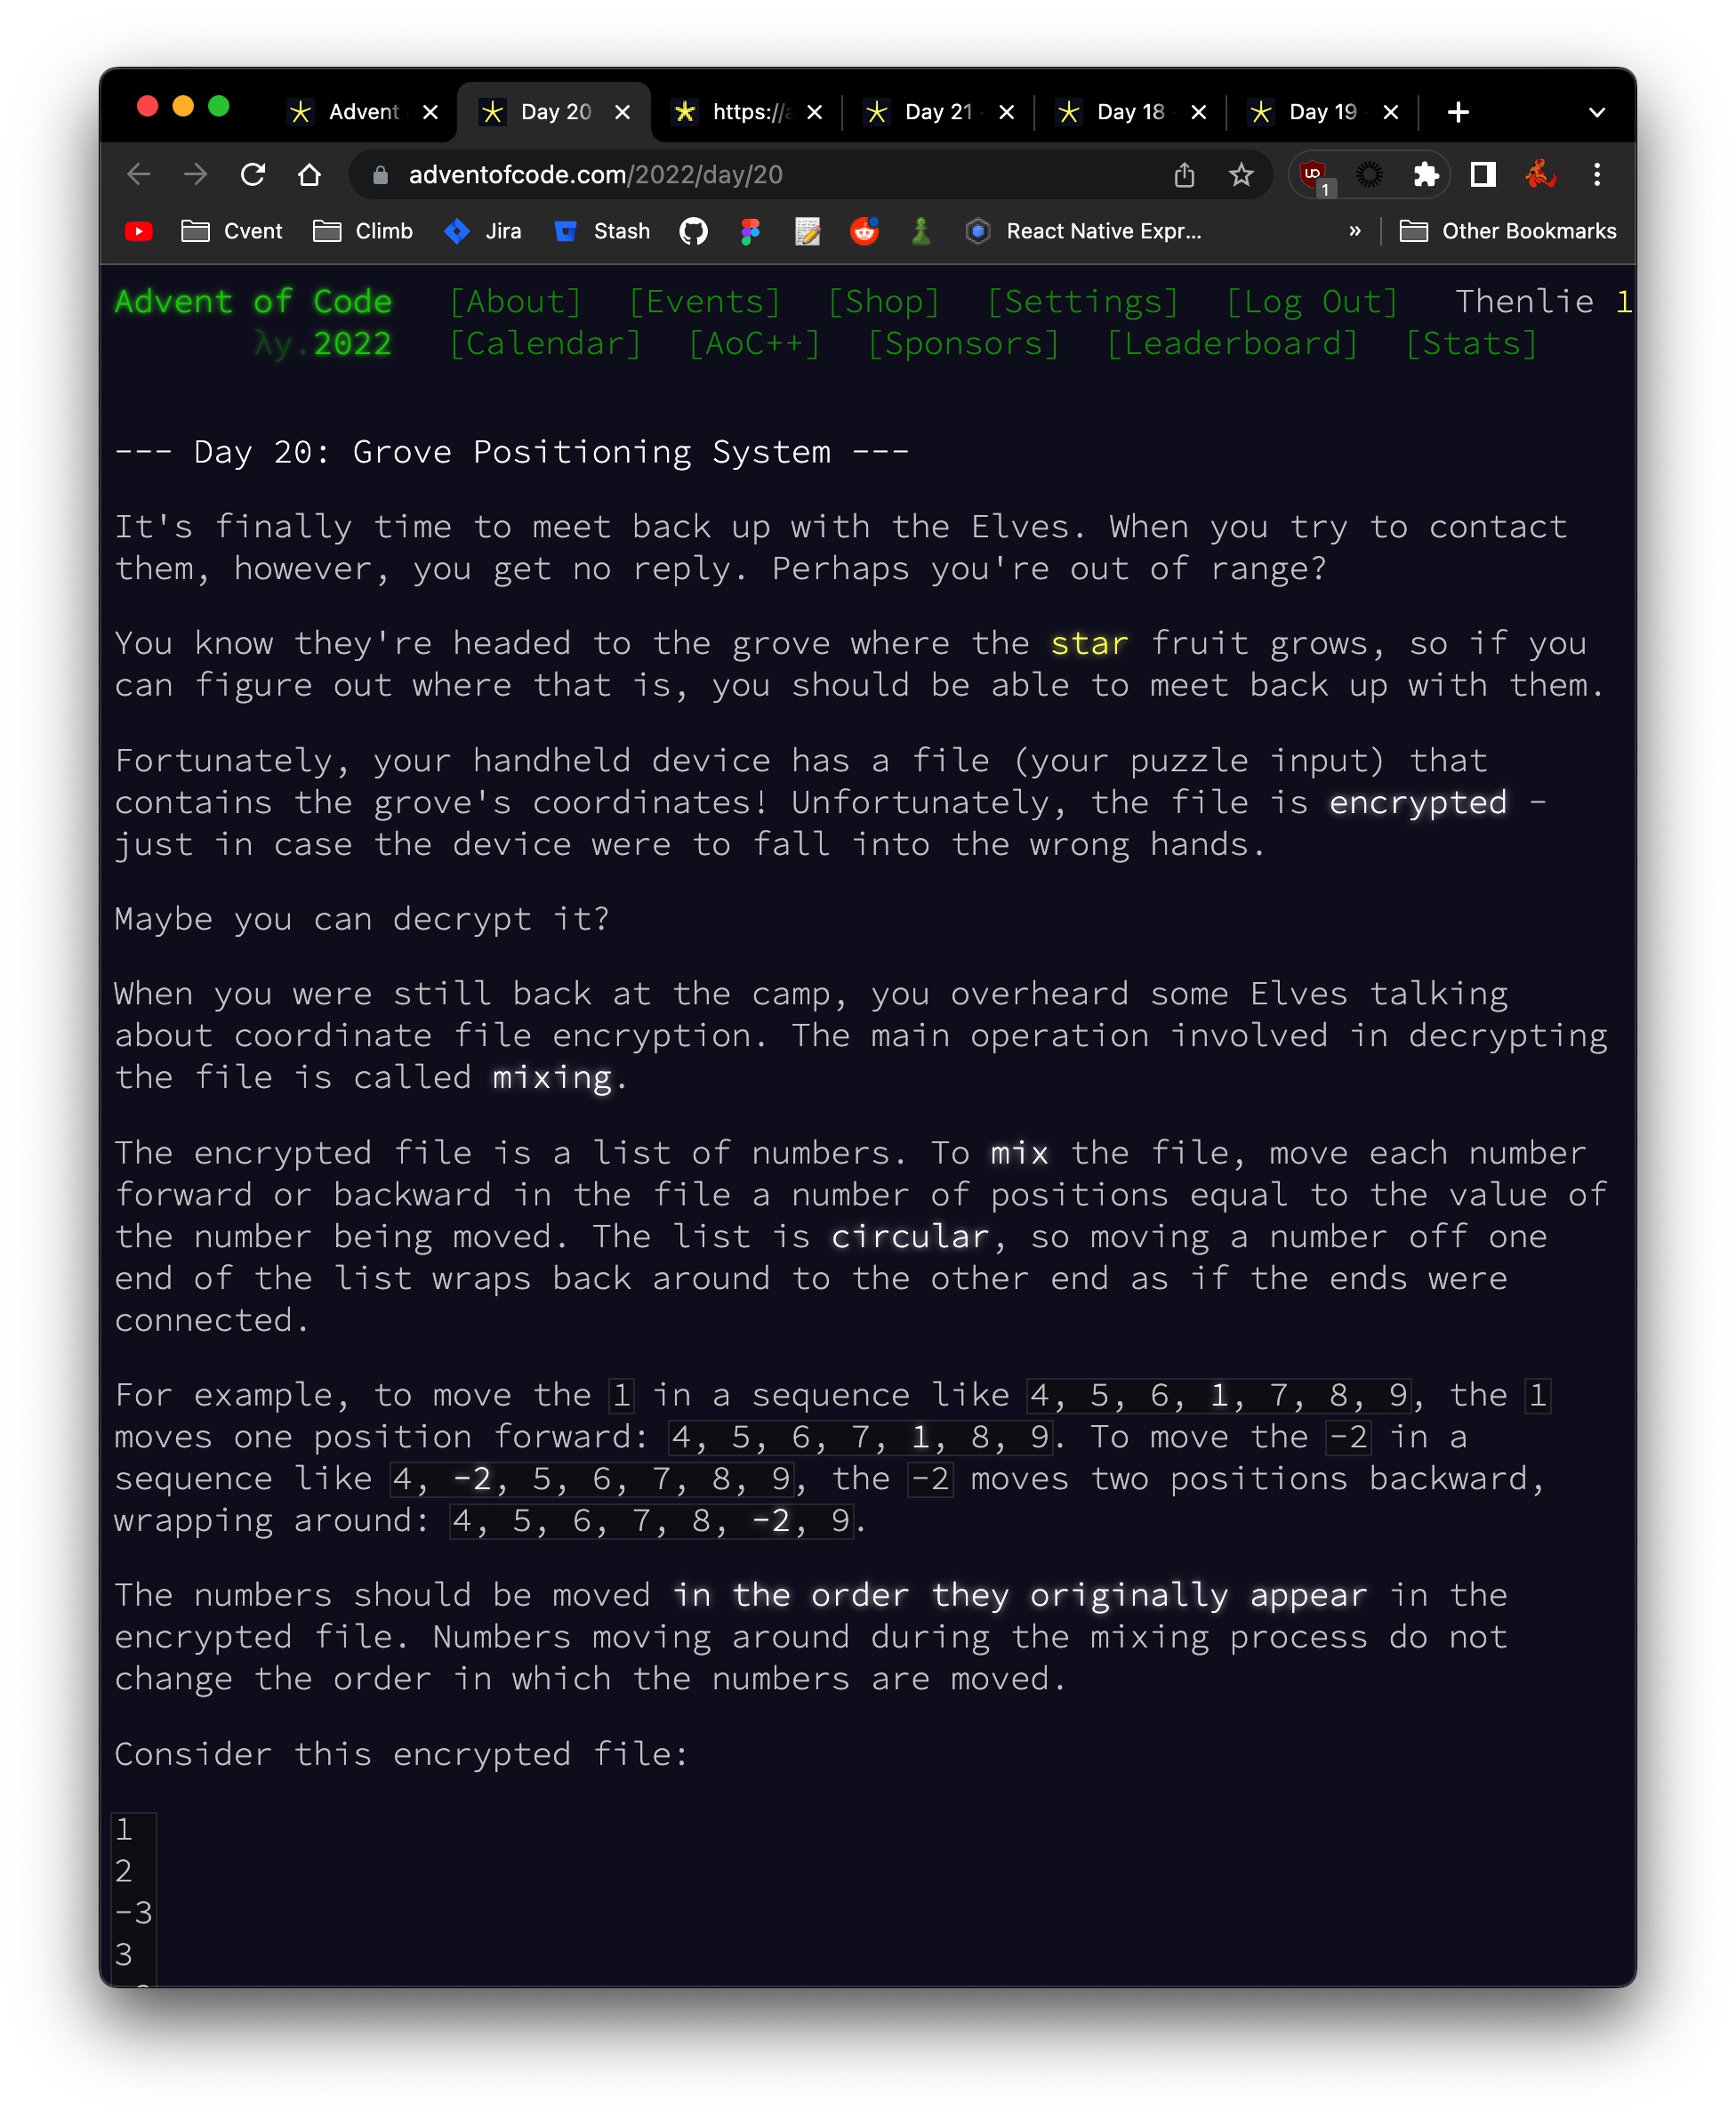 Advent Day 20 https://a Day 21 - Day 18 Day 19
adventofcode.com/2022/day/20 1
Cvent Climb Jira Stash React Native Expr... » Other Bookmarks
Advent of Code [About] [Events] [Shop] [Settings] [Log Out] Thenlie 1
λy.2022 [Calendar] [AoC++] [Sponsors] [Leaderboard] [Stats]
--- Day 20: Grove Positioning System ---
It's finally time to meet back up with the Elves. When you try to contact
them, however, you get no reply. Perhaps you're out of range?
You know they're headed to the grove where the star fruit grows, so if you
can figure out where that is, you should be able to meet back up with them.
Fortunately, your handheld device has a file (your puzzle input) that
contains the grove's coordinates! Unfortunately, the file is encrypted -
just in case the device were to fall into the wrong hands.
Maybe you can decrypt it?
When you were still back at the camp, you overheard some Elves talking
about coordinate file encryption. The main operation involved in decrypting
the file is called mixing.
The encrypted file is a list of numbers. To mix the file, move each number
forward or backward in the file a number of positions equal to the value of
the number being moved. The list is circular, so moving a number off one
end of the list wraps back around to the other end as if the ends were
connected.
For example, to move the 1 in a sequence like 4, 5, 6, 1, 7, 8, 9, the 1
moves one position forward: 4, 5, 6, 7, 1, 8, 9. To move the -2 in a
sequence like 4, -2, 5, 6, 7, 8, 9, the -2 moves two positions backward,
wrapping around: 4, 5, 6, 7, 8, -2, 9.
The numbers should be moved in the order they originally appear in the
encrypted file. Numbers moving around during the mixing process do not
change the order in which the numbers are moved.
Consider this encrypted file:
1
2
-3
3